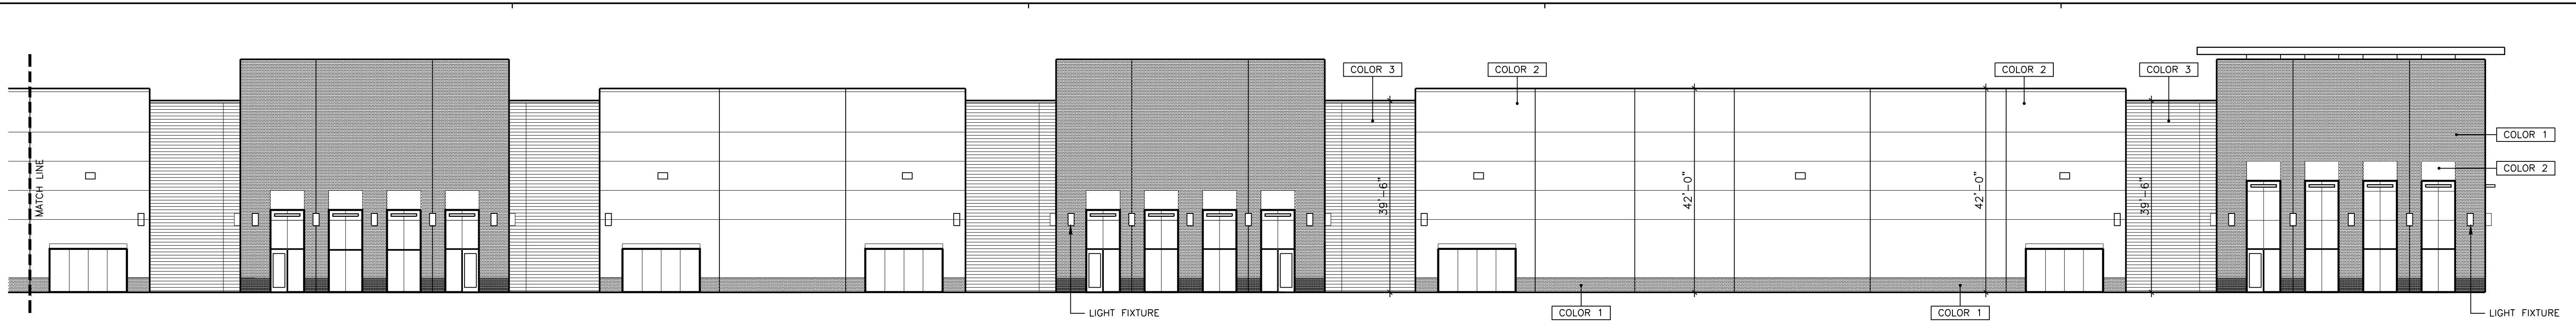 COLOR 3
COLOR 2
COLOR 2
COLOR 3
COLOR 1
COLOR 2
MATCH LINE
39'-6"
42'-0"
42'-0"
39'-6"
LIGHT FIXTURE
COLOR 1
COLOR 1
LIGHT FIXTURE